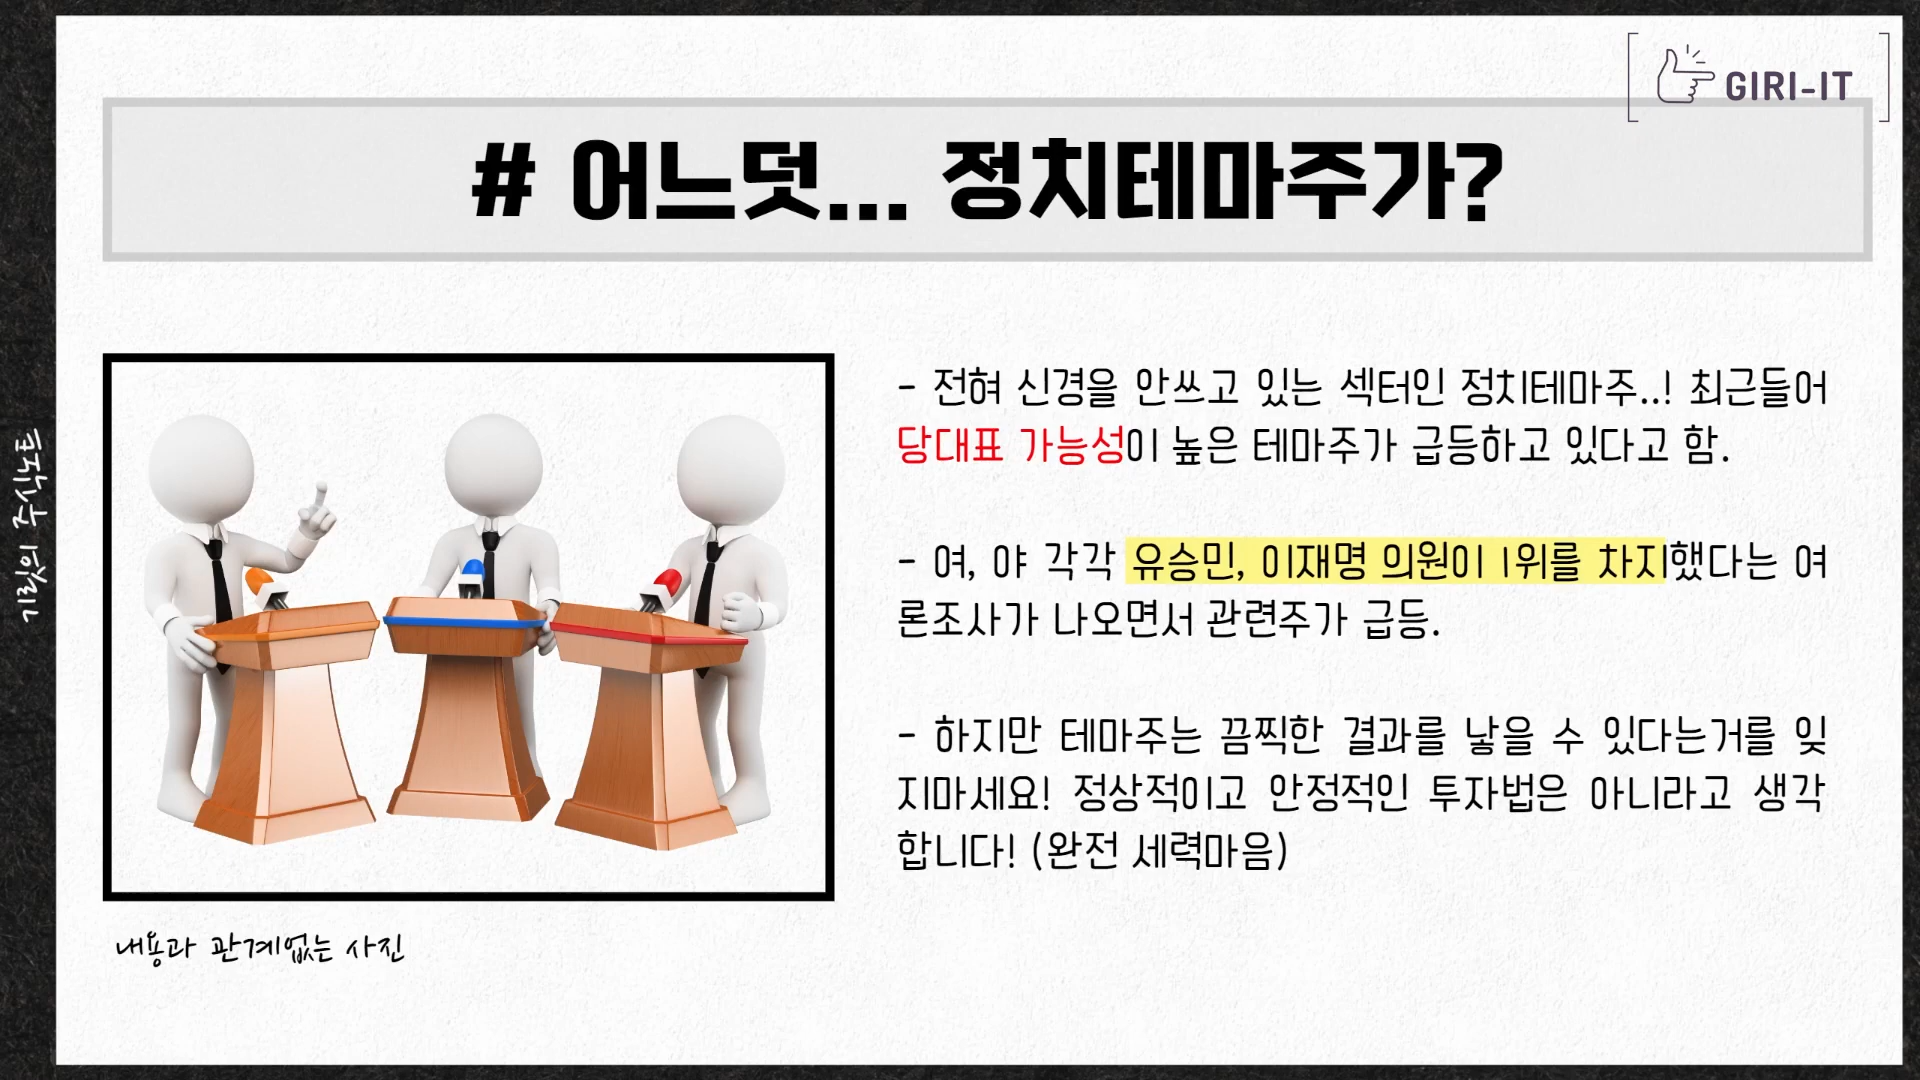 GIRI-IT
# 어느덧... 정치테마주가?
- 전혀 신경을 안쓰고 있는 섹터인 정치테마주..! 최근들어
당대표 가능성이 높은 테마주가 급등하고 있다고 함.
- 여, 야 각각 유승민, 이재명 의원이 1위를 차지했다는 여
론조사가 나오면서 관련주가 급등.
- 하지만 테마주는 끔찍한 결과를 낳을 수 있다는거를 잊
지마세요! 정상적이고 안정적인 투자법은 아니라고 생각
합니다! (완전 세력마음)
내용과 관계없는 사진
기릿의 주식노트